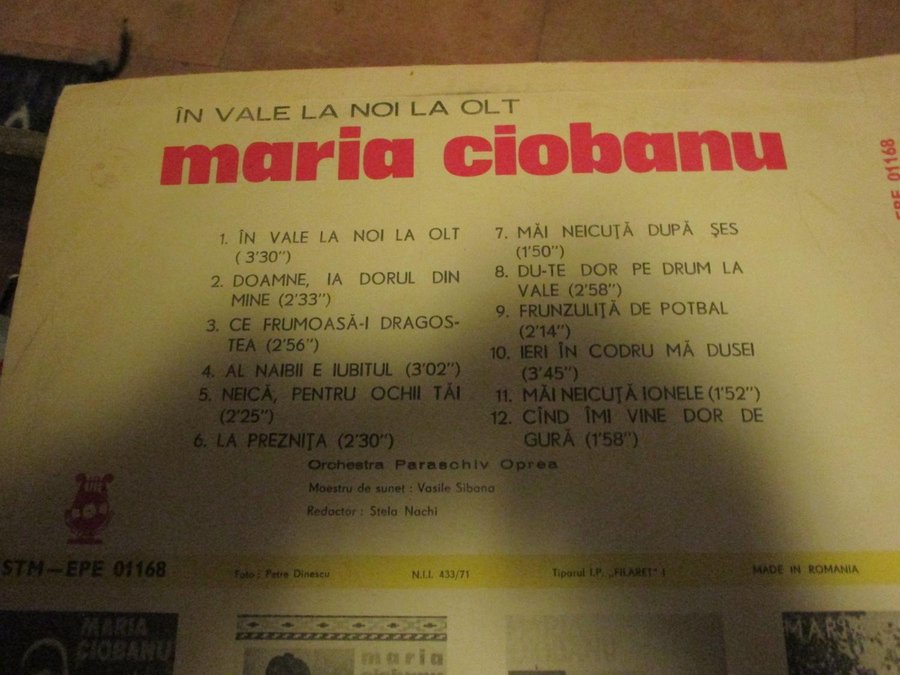 ÎN VALE LA NOI LA OLT
maria ciobanu
1. ÎN VALE LA NOI LA OLT
(3'30")
2. DOAMNE, IA DORUL DIN
MINE (2'33")
3. CE FRUMOASĂ-I DRAGOS-
TEA (2'56")
4. AL NAIBII E IUBITUL (3'02")
5. NEICĂ, PENTRU OCHII TĂI
(2'25")
6. LA PREZNIȚA (2'30")
7. MĂI NEICUȚĂ DUPĂ ȘES
(1'50")
8. DU-TE DOR PE DRUM LA
VALE (2'58")
9. FRUNZULIȚĂ DE POTBAL
(2'14")
10. IERI ÎN CODRU MĂ DUSEI
(3'45")
11. MĂI NEICUȚĂ IONELE (1'52")
12. CÎND ÎMI VINE DOR DE
GURĂ (1'58")
Orchestra Paraschiv Oprea
Maestru de sunet : Vasile Sibana
Redactor : Stela Nachi
EPE 01168
STM—EPE 01168
Foto : Petre Dinescu
N.I.I. 433/71
Tiparul I.P. „FILARET" 1
MADE IN ROMANIA
MARIA
CIOBANU
maria
MARI